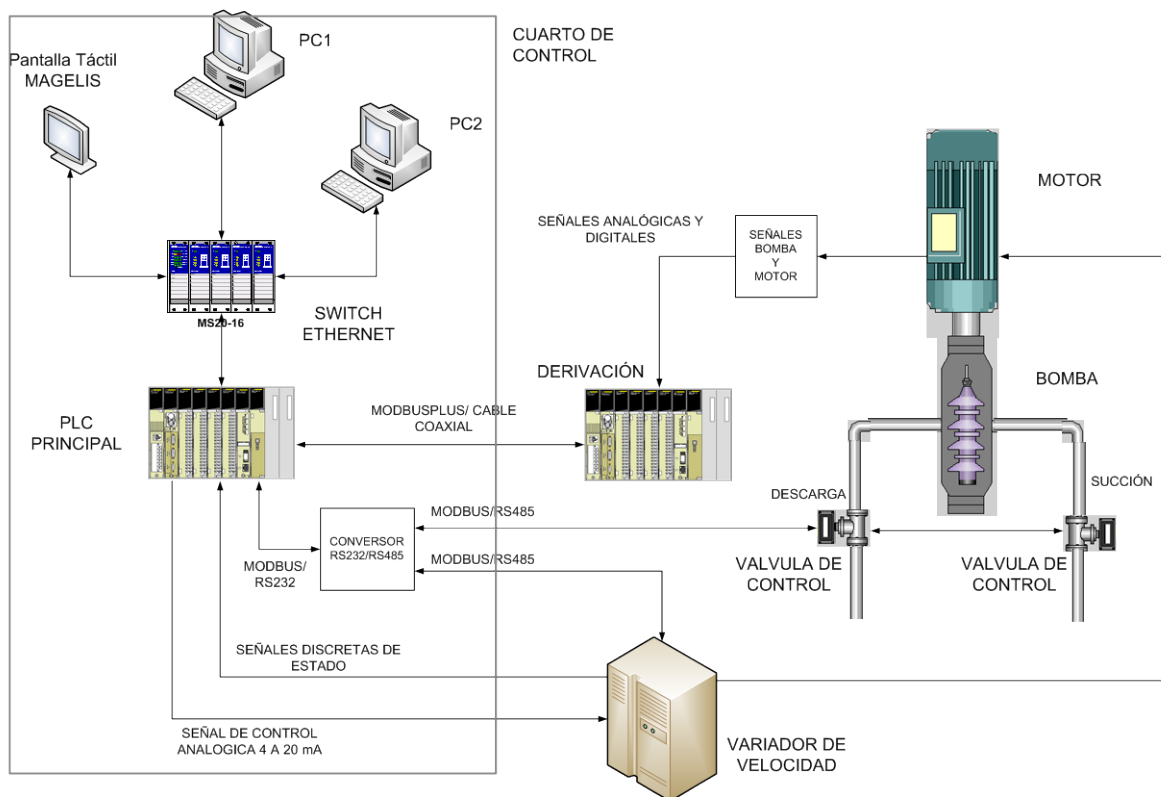 PC1
CUARTO DE
CONTROL
Pantalla Táctil
MAGELIS
PC2
MOTOR
SEÑALES ANALÓGICAS Y
DIGITALES
SEÑALES
BOMBA
Y
MOTOR
MS20-16
SWITCH
ETHERNET
DERIVACIÓN
BOMBA
PLC
PRINCIPAL
MODBUSPLUS/ CABLE
COAXIAL
DESCARGA
SUCCIÓN
CONVERSOR
RS232/RS485
MODBUS/RS485
MODBUS/RS485
MODBUS/
RS232
VALVULA DE
CONTROL
VALVULA DE
CONTROL
SEÑALES DISCRETAS DE
ESTADO
SEÑAL DE CONTROL
ANALOGICA 4 A 20 mA
VARIADOR DE
VELOCIDAD